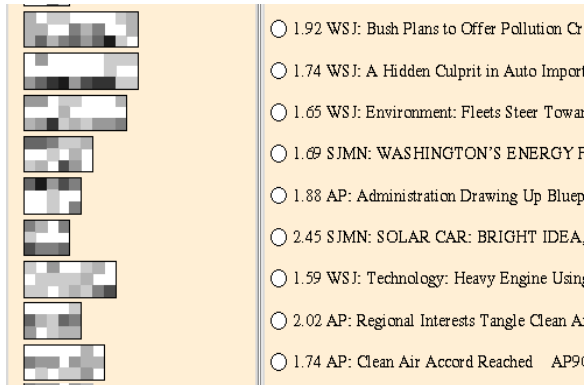 1.92 WSJ: Bush Plans to Offer Pollution Cr
1.74 WSJ: A Hidden Culprit in Auto Import
1.65 WSJ: Environment: Fleets Steer Towar
1.69 SJMN: WASHINGTON'S ENERGY P
1.88 AP: Administration Drawing Up Bluep
2.45 SJMN: SOLAR CAR: BRIGHT IDEA,
1.59 WSJ: Technology: Heavy Engine Using
2.02 AP: Regional Interests Tangle Clean Ai
1.74 AP: Clean Air Accord Reached AP90